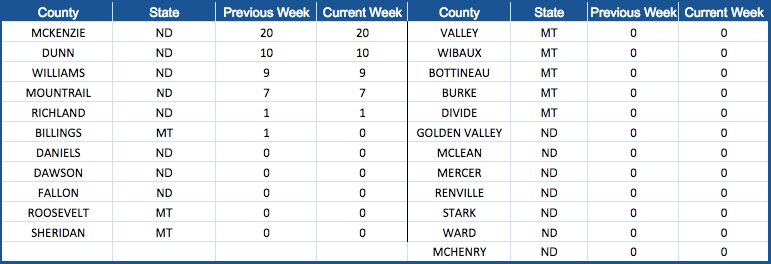 County State Previous Week Current Week County State Previous Week Current Week
MCKENZIE ND 20 20 VALLEY MT 0 0
DUNN ND 10 10 WIBAUX MT 0 0
WILLIAMS ND 9 9 BOTTINEAU MT 0 0
MOUNTRAIL ND 7 7 BURKE MT 0 0
RICHLAND ND 1 1 DIVIDE MT 0 0
BILLINGS MT 1 0 GOLDEN VALLEY ND 0 0
DANIELS ND 0 0 MCLEAN ND 0 0
DAWSON ND 0 0 MERCER ND 0 0
FALLON ND 0 0 RENVILLE ND 0 0
ROOSEVELT MT 0 0 STARK ND 0 0
SHERIDAN MT 0 0 WARD ND 0 0
MCHENRY ND 0 0